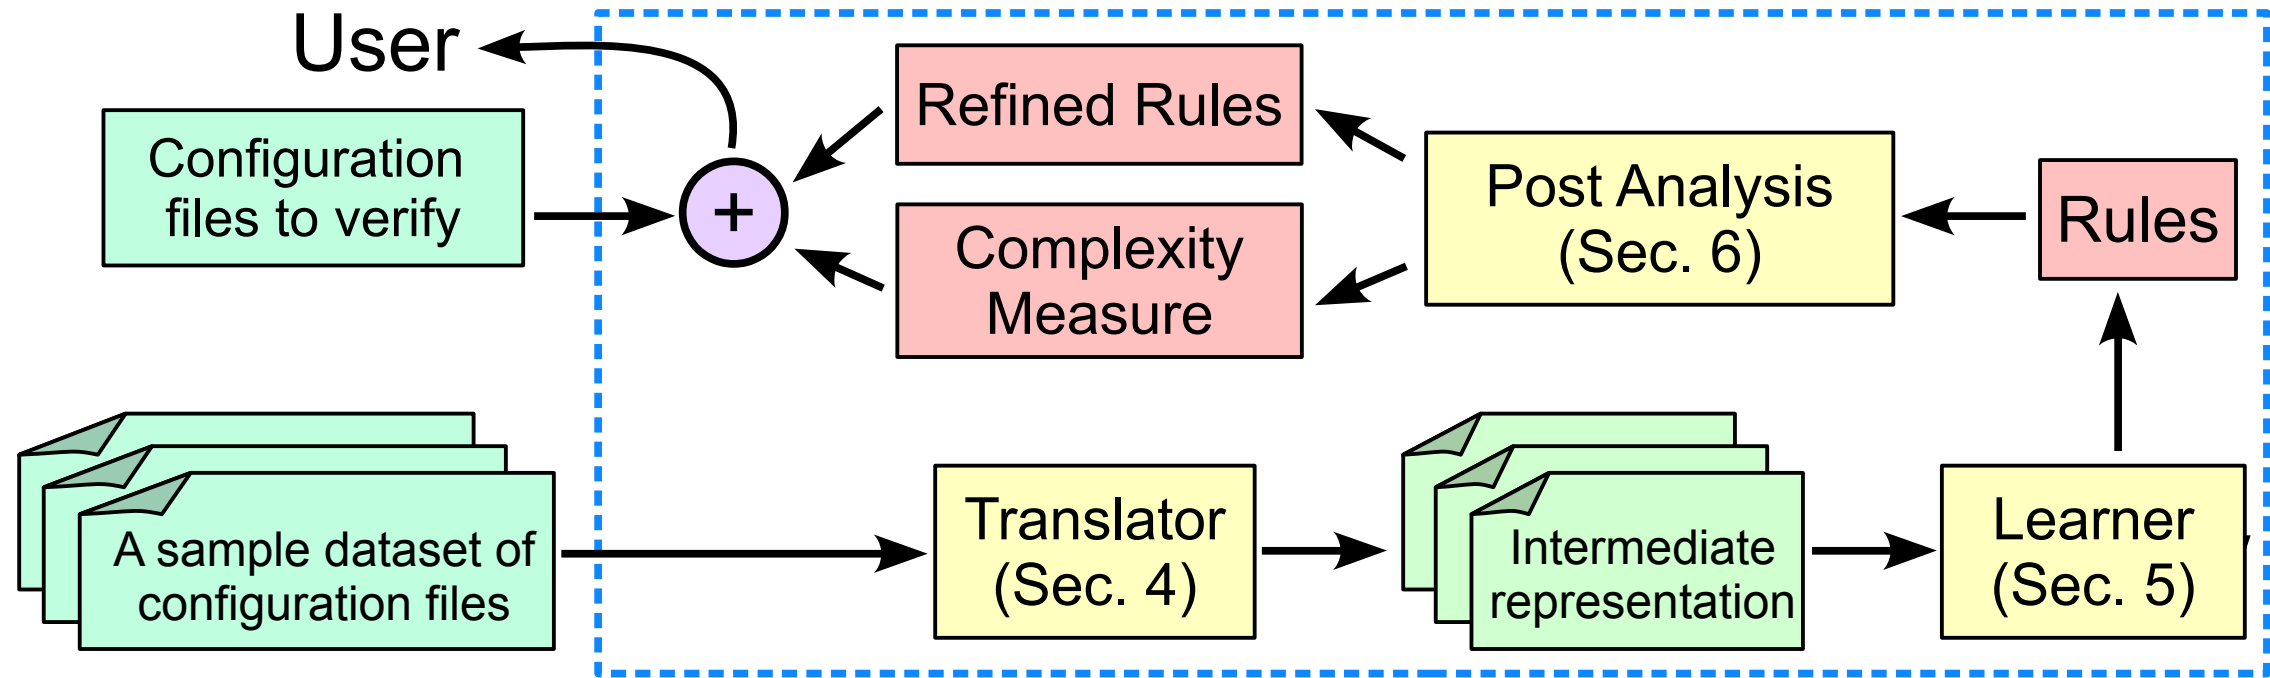 User
Configuration
files to verify
+
Refined Rules
Complexity
Measure
Post Analysis
(Sec. 6)
Rules
A sample dataset of
configuration files
Translator
(Sec. 4)
Intermediate
representation
Learner
(Sec. 5)